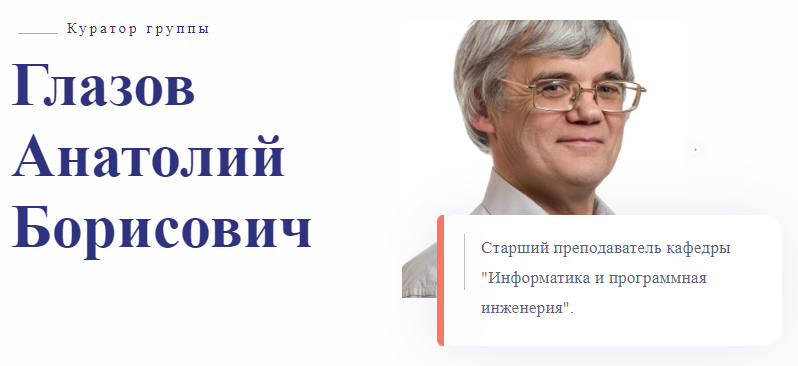 Куратор группы
Глазов
Анатолий
Борисович
Старший преподаватель кафедры
"Информатика и программная
инженерия".